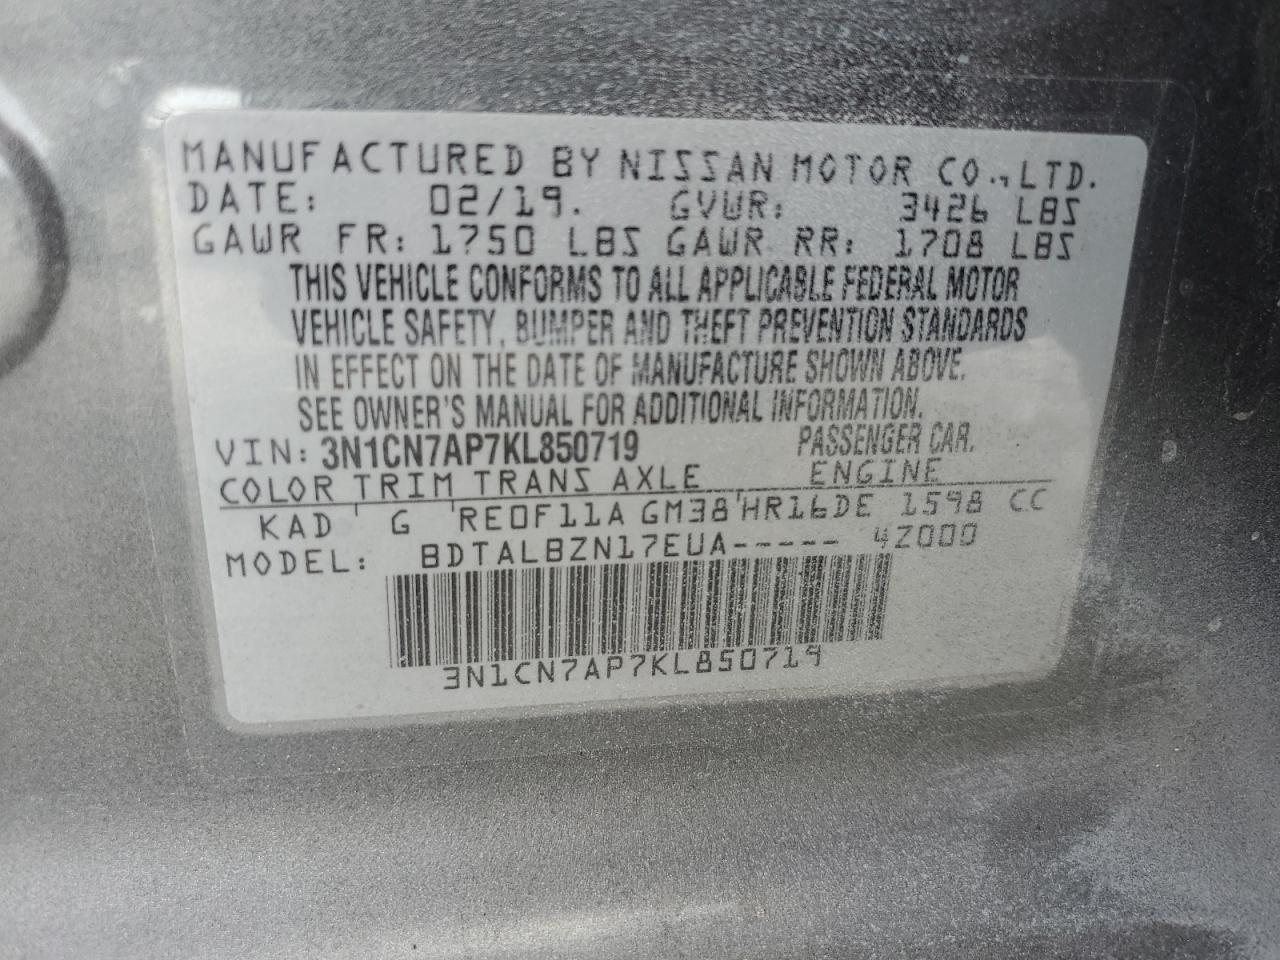 MANUFACTURED BY NISSAN MOTOR CO., LTD.
DATE: 02/19. GVWR: 3426 LBS
GAWR FR: 1750 LBS GAWR RR: 1708 LBS
THIS VEHICLE CONFORMS TO ALL APPLICABLE FEDERAL MOTOR
VEHICLE SAFETY, BUMPER AND THEFT PREVENTION STANDARDS
IN EFFECT ON THE DATE OF MANUFACTURE SHOWN ABOVE.
SEE OWNER'S MANUAL FOR ADDITIONAL INFORMATION.
VIN: 3N1CN7AP7KL850719 PASSENGER CAR.
COLOR TRIM TRANS AXLE ENGINE
KAD ' G ' RE0F11A GM38 ' HR16DE 1598 CC
MODEL: BDTALBZN17EUA----- 4Z000
3N1CN7AP7KL850719